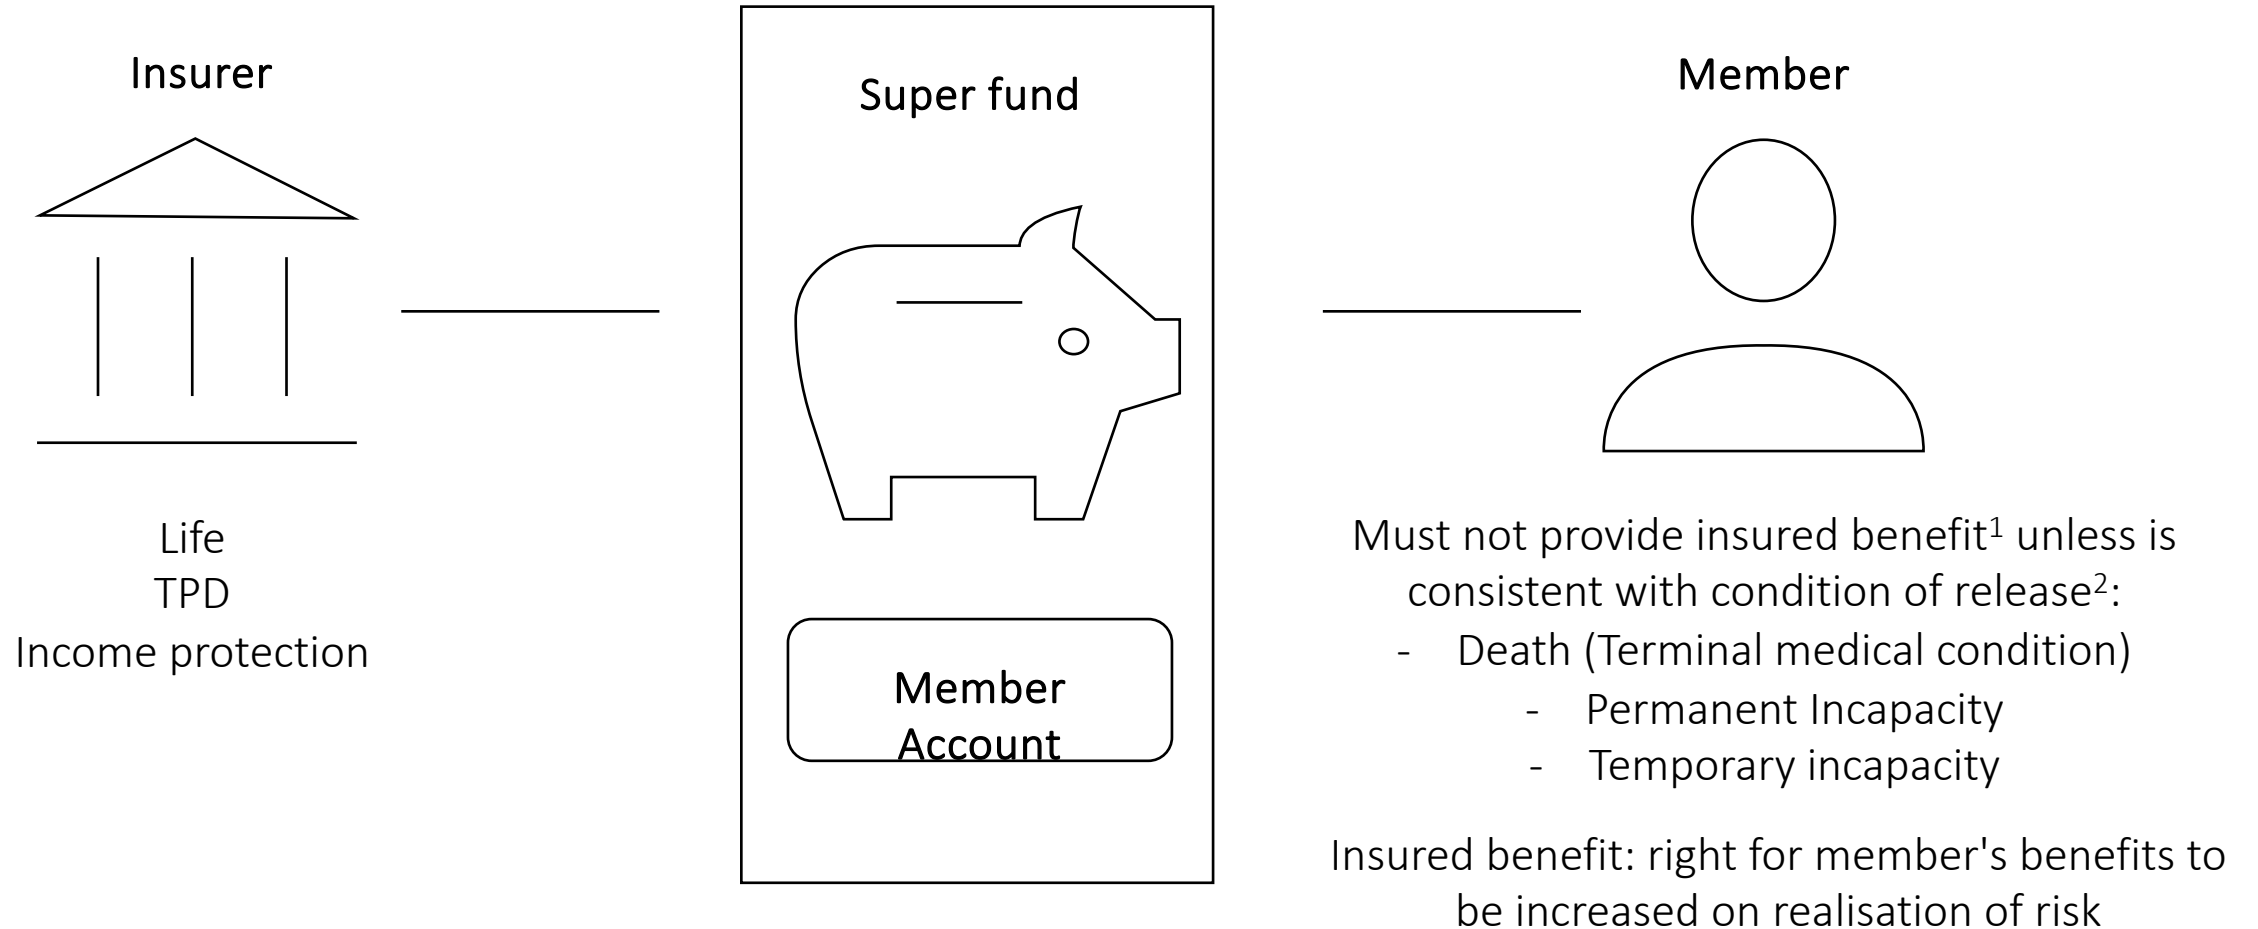 Insurer
Life
TPD
Income protection
Super fund
Member
Account
Member
Must not provide insured benefit¹ unless is
consistent with condition of release²:
- Death (Terminal medical condition)
- Permanent Incapacity
- Temporary incapacity
Insured benefit: right for member's benefits to
be increased on realisation of risk